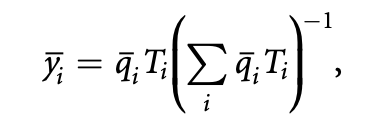 ȳᵢ = q̄ᵢTᵢ(∑ᵢ q̄ᵢTᵢ)⁻¹,